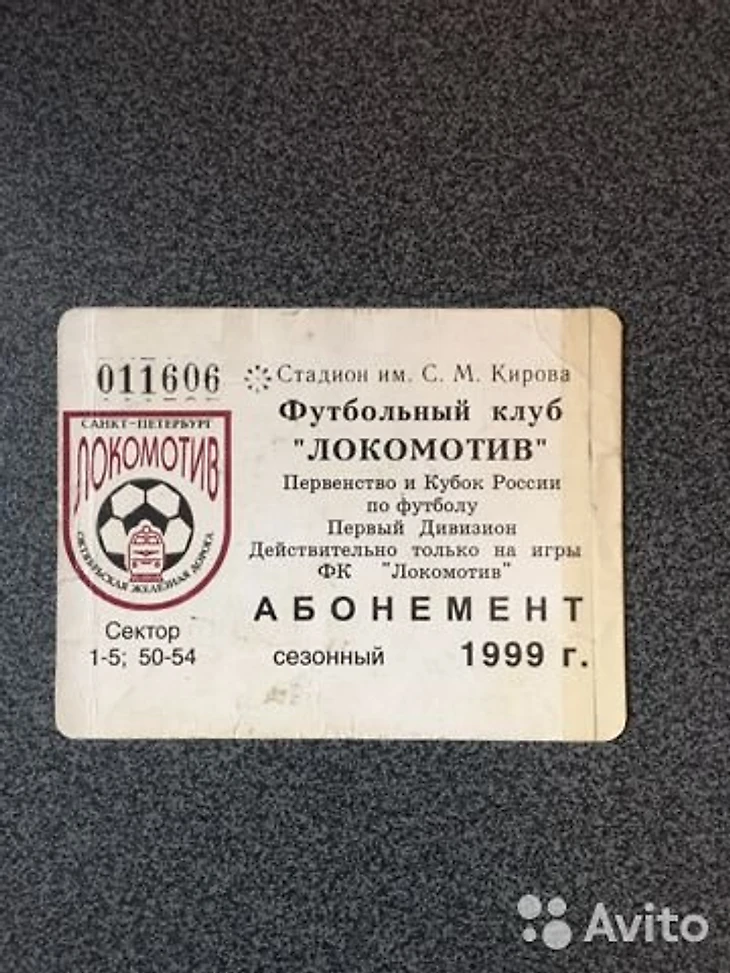 011606
Стадион им. С. М. Кирова
Футбольный клуб
"ЛОКОМОТИВ"
Первенство и Кубок России
по футболу
Первый Дивизион
Действительно только на игры
ФК "Локомотив"
АБОНЕМЕНТ
сезонный 1999 г.
САНКТ-ПЕТЕРБУРГ
ЛОКОМОТИВ
ОКТЯБРЬСКАЯ ЖЕЛЕЗНАЯ ДОРОГА
Сектор
1-5; 50-54
Avito